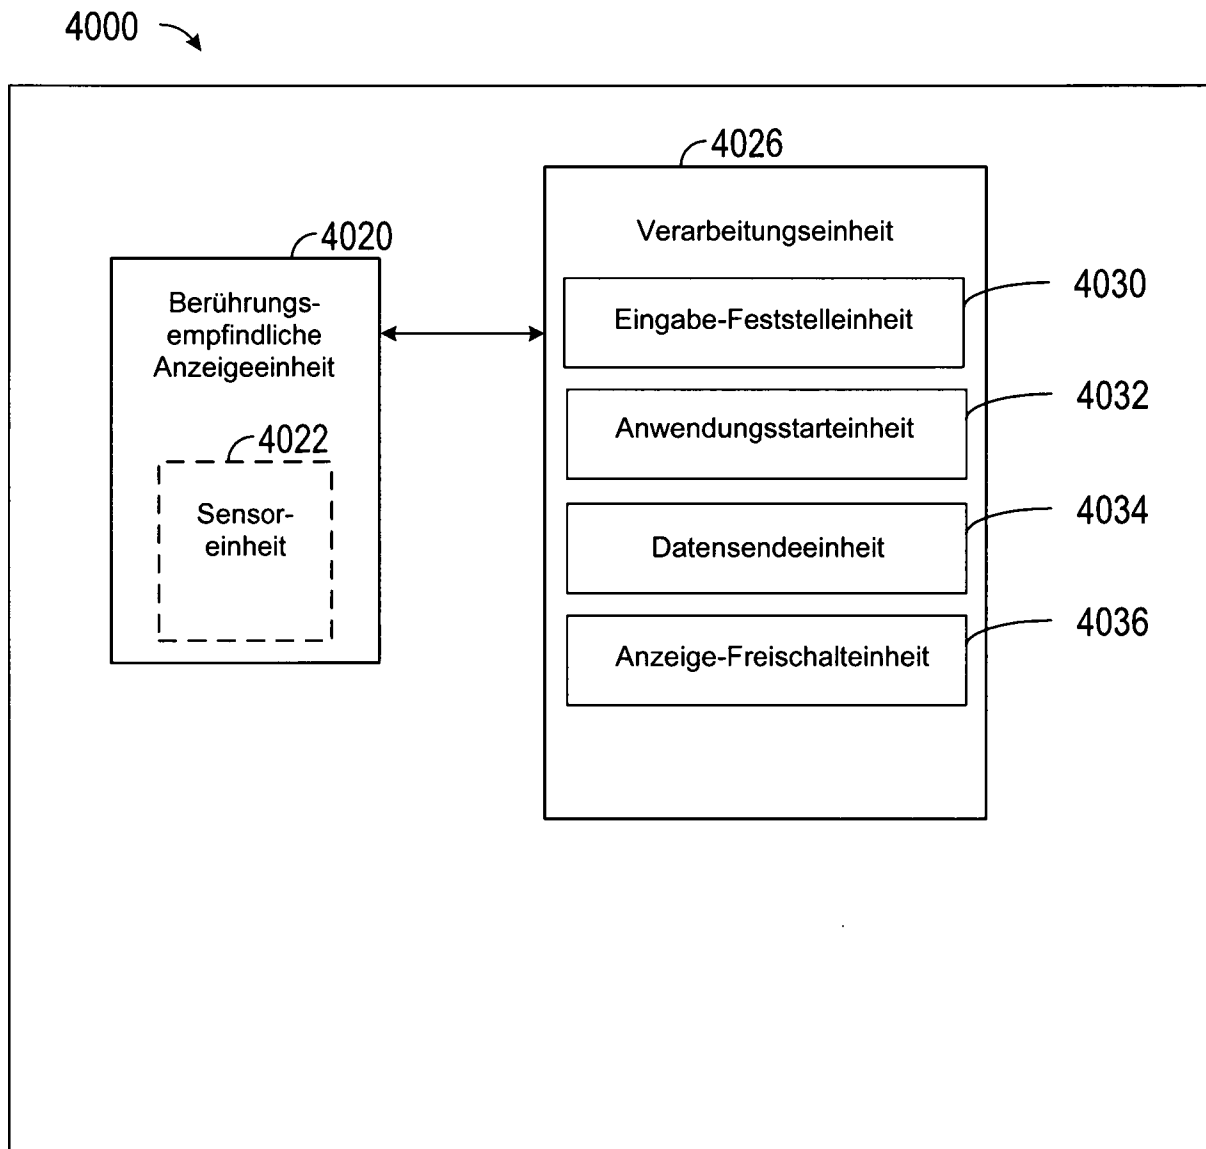 4000
4026
Verarbeitungseinheit
4020
Berührungs-
empfindliche
Anzeigeeinheit
4022
Sensor-
einheit
4030
Eingabe-Feststelleinheit
4032
Anwendungsstarteinheit
4034
Datensendeeinheit
4036
Anzeige-Freischalteinheit